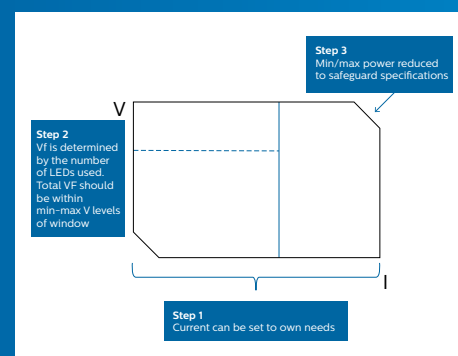 Step 3
Min/max power reduced
to safeguard specifications
V
Step 2
Vf is determined
by the number
of LEDs used.
Total VF should
be within
min-max V levels
of window
I
Step 1
Current can be set to own needs